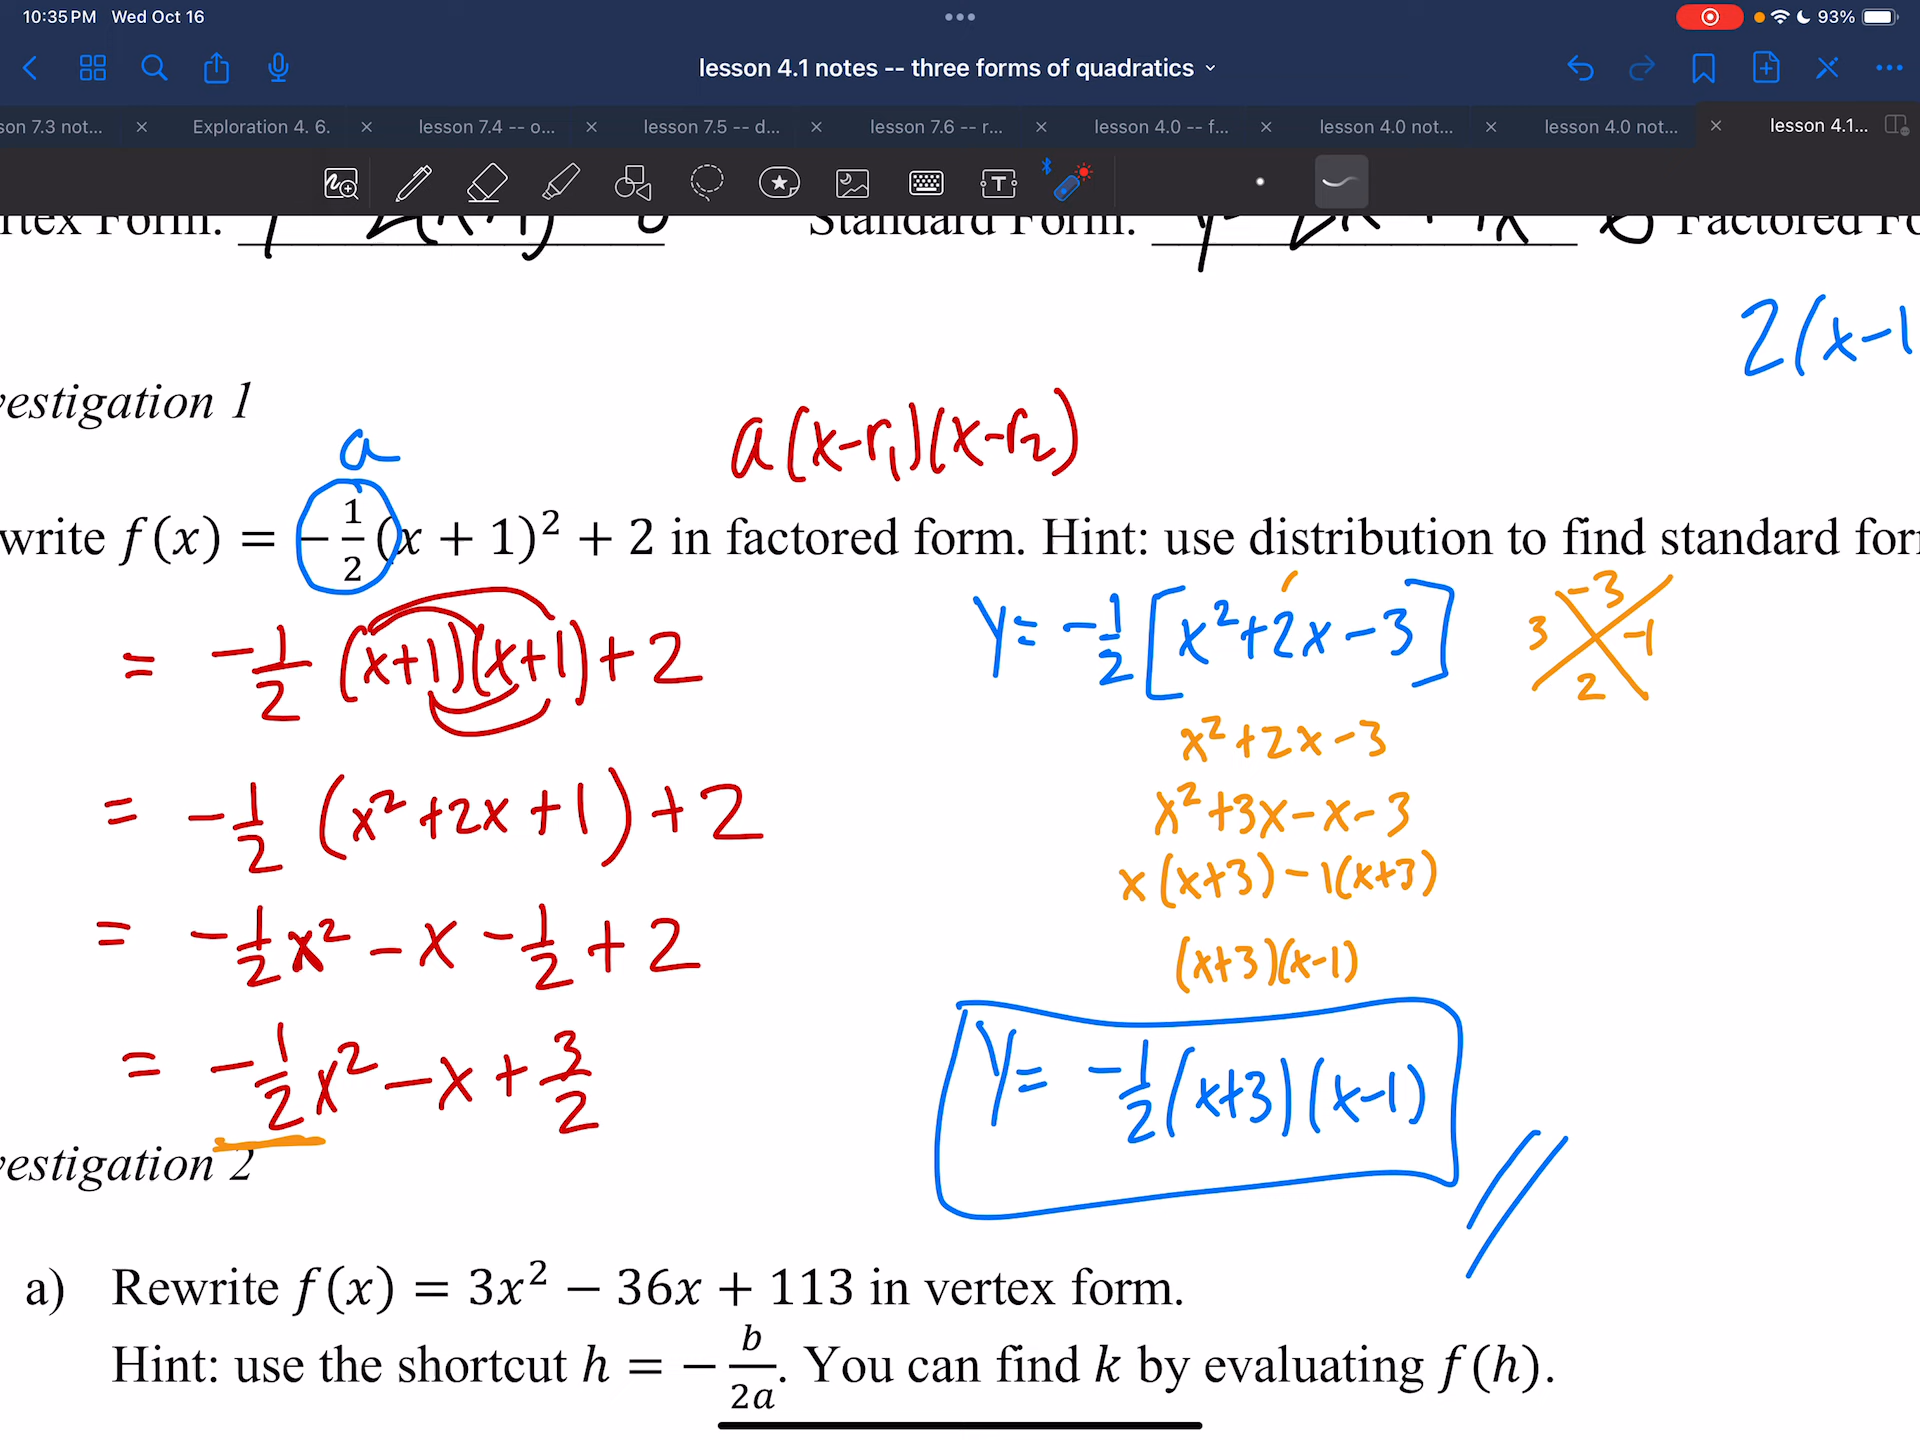 10:35 PM Wed Oct 16
93%
lesson 4.1 notes -- three forms of quadratics
son 7.3 not... Exploration 4. 6. lesson 7.4 -- o... lesson 7.5 -- d... lesson 7.6 -- r... lesson 4.0 -- f... lesson 4.0 not... lesson 4.0 not... lesson 4.1...
rtex Form: Standard Form: Factored Fo
2(x-1
vestigation 1
a
a(x-r₁)(x-r₂)
write f(x) = -1/2(x + 1)² + 2 in factored form. Hint: use distribution to find standard for
= -1/2 (x+1)(x+1)+2
= -1/2 (x²+2x+1)+2
= -1/2x² - x - 1/2 + 2
= -1/2x² - x + 3/2
Y = -1/2[x²+2x-3]
-3
3 -1
2
x²+2x-3
x²+3x-x-3
x(x+3)-1(x+3)
(x+3)(x-1)
Y = -1/2(x+3)(x-1)
vestigation 2
a) Rewrite f(x) = 3x² − 36x + 113 in vertex form.
Hint: use the shortcut h = −b/2a. You can find k by evaluating f(h).